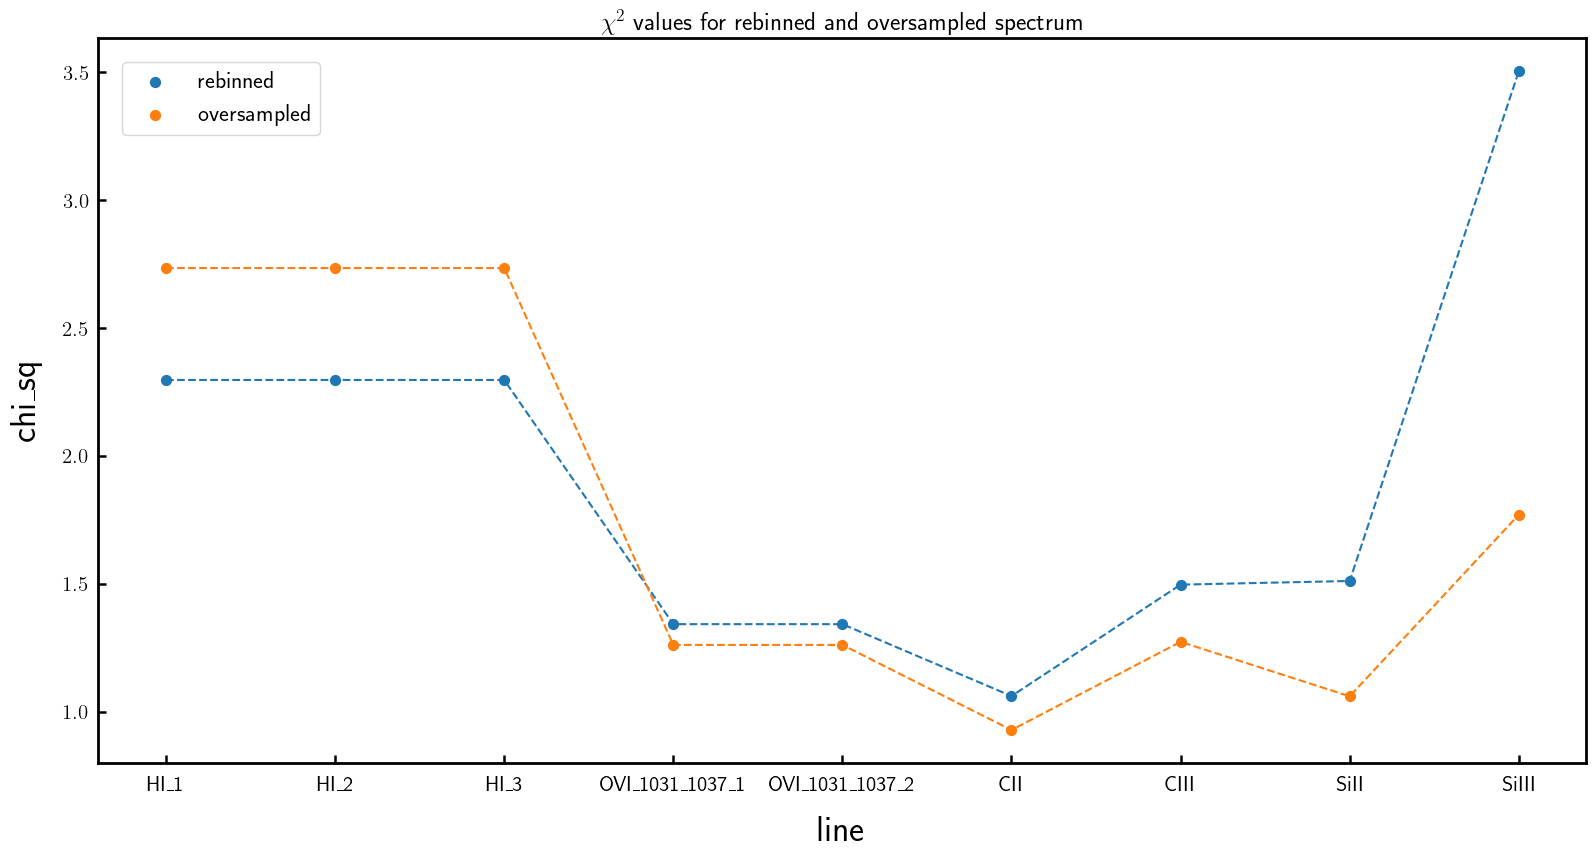 χ² values for rebinned and oversampled spectrum
rebinned
oversampled
3.5
3.0
2.5
2.0
1.5
1.0
chi_sq
HI_1 HI_2 HI_3 OVI_1031_1037_1 OVI_1031_1037_2 CII CIII SiII SiIII
line